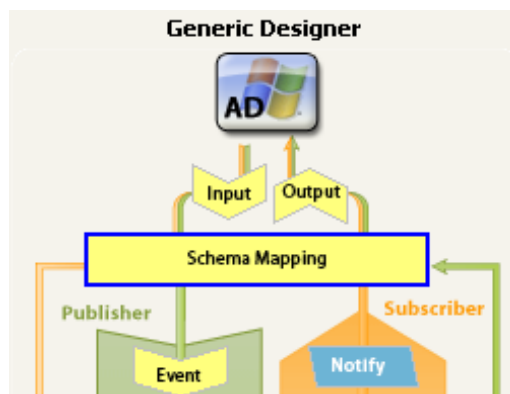 Generic Designer
AD
Input
Output
Schema Mapping
Publisher
Subscriber
Event
Notify